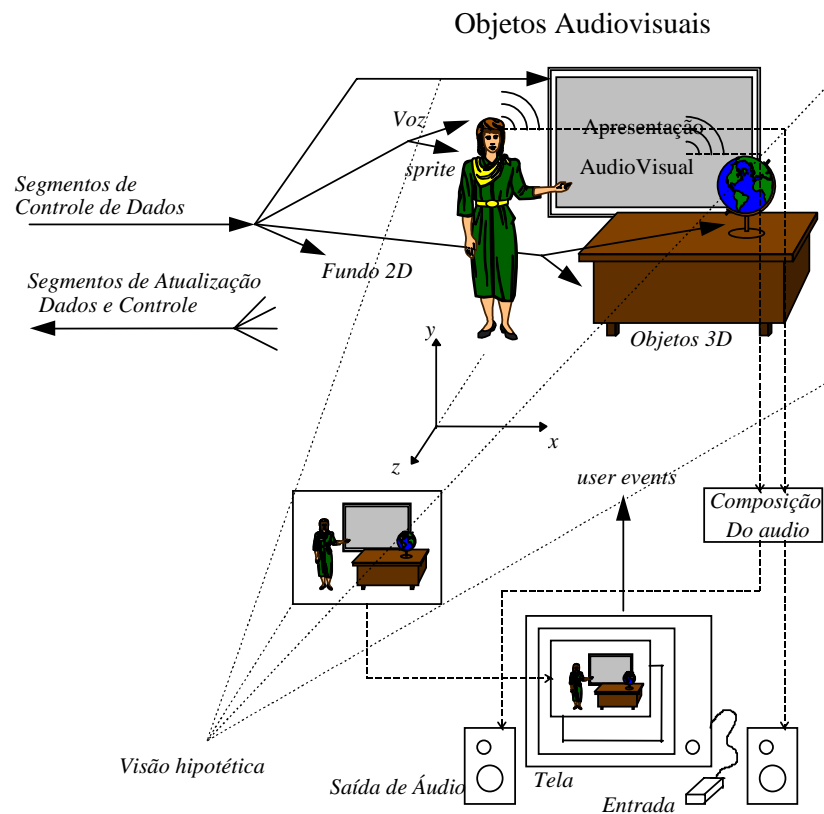 Objetos Audiovisuais
Voz
sprite
Apresentação
AudioVisual
Segmentos de
Controle de Dados
Fundo 2D
Segmentos de Atualização
Dados e Controle
Objetos 3D
y
x
z
user events
Composição
Do audio
Visão hipotética
Saída de Áudio
Tela
Entrada